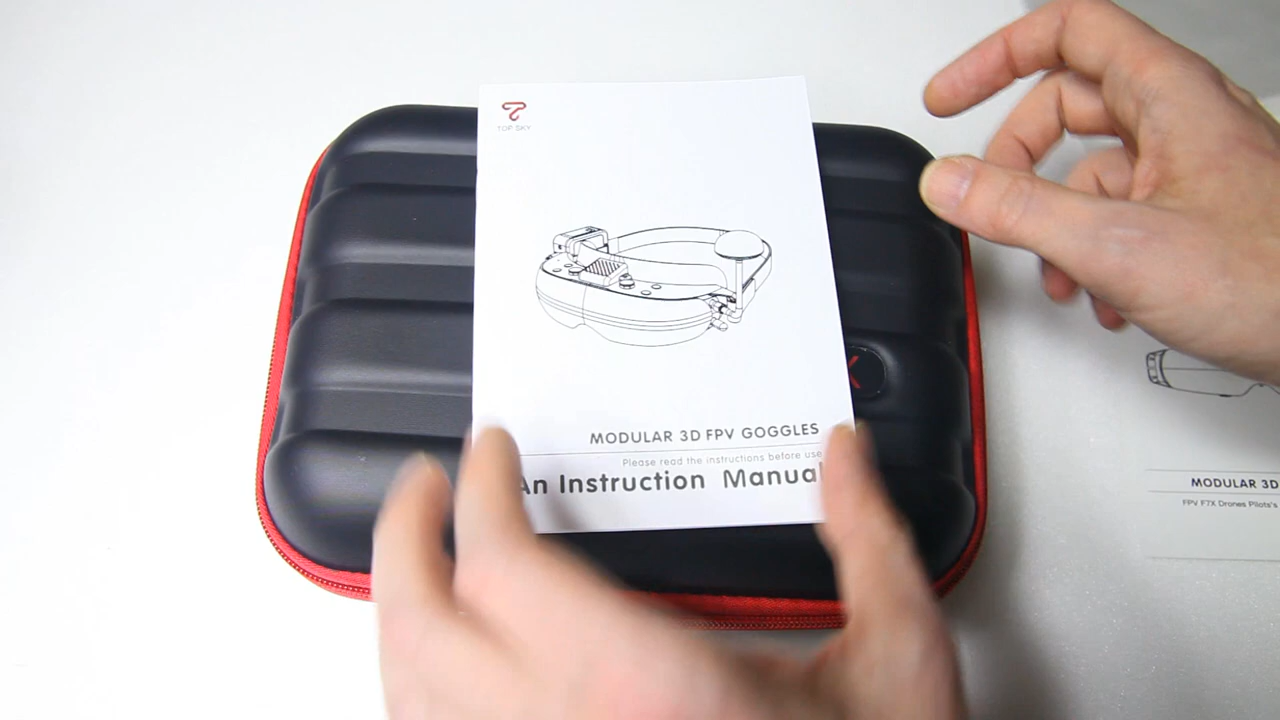 TOP SKY
MODULAR 3D FPV GOGGLES
Please read the instructions before use
An Instruction Manual
X
MODULAR 3D
FPV F7X Drones Pilots's